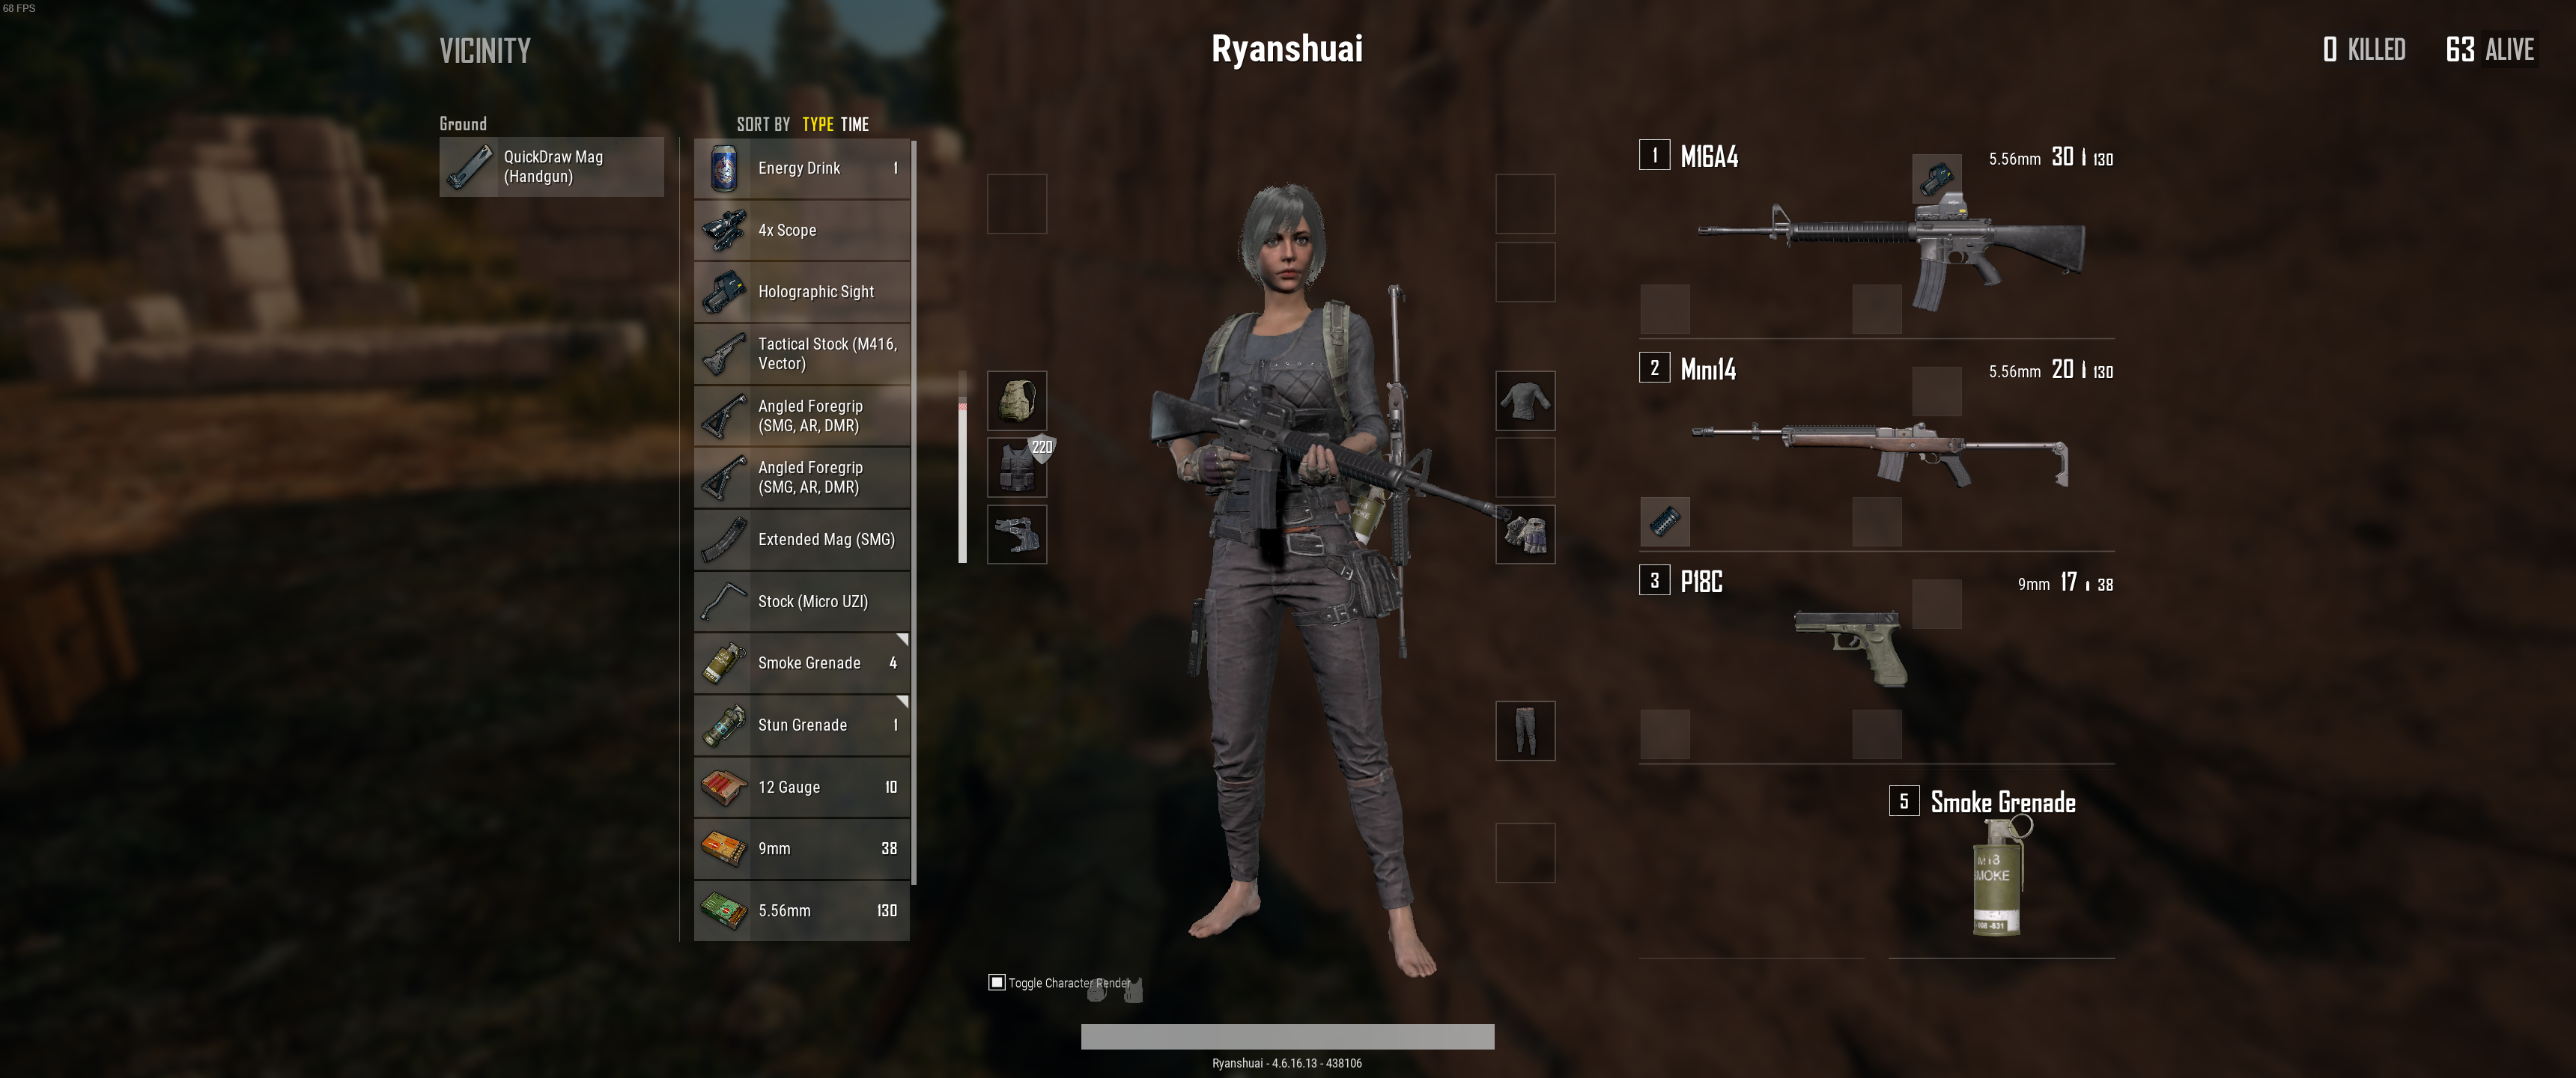 68 FPS
VICINITY
Ryanshuai
0 KILLED 63 ALIVE
Ground
SORT BY TYPE TIME
QuickDraw Mag
(Handgun)
Energy Drink 1
4x Scope
Holographic Sight
Tactical Stock (M416,
Vector)
Angled Foregrip
(SMG, AR, DMR)
Angled Foregrip
(SMG, AR, DMR)
Extended Mag (SMG)
Stock (Micro UZI)
Smoke Grenade 4
Stun Grenade 1
12 Gauge 10
9mm 38
5.56mm 130
220
1 M16A4 5.56mm 30 130
2 Mini14 5.56mm 20 130
3 P18C 9mm 17 38
5 Smoke Grenade
M18
SMOKE
Toggle Character Render
Ryanshuai - 4.6.16.13 - 438106